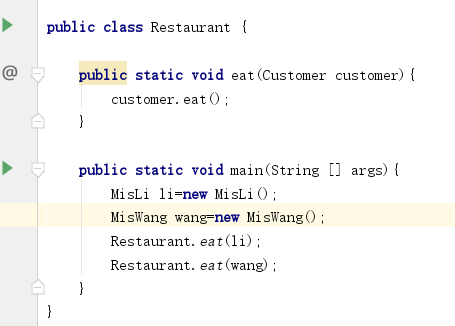 public class Restaurant {
@ public static void eat(Customer customer){
customer.eat();
}
public static void main(String [] args){
MisLi li=new MisLi();
MisWang wang=new MisWang();
Restaurant.eat(li);
Restaurant.eat(wang);
}
}